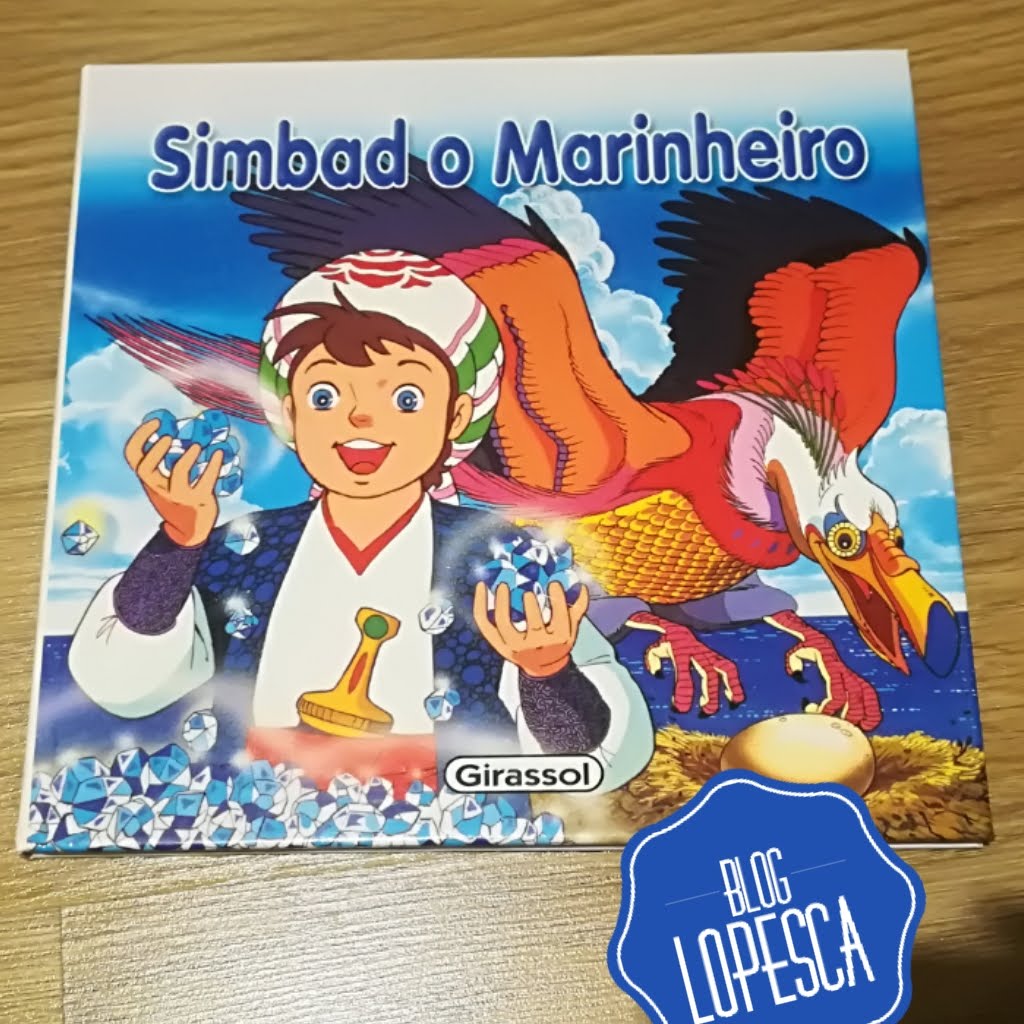 Simbad o Marinheiro
Girassol
BLOG
LOPESCA